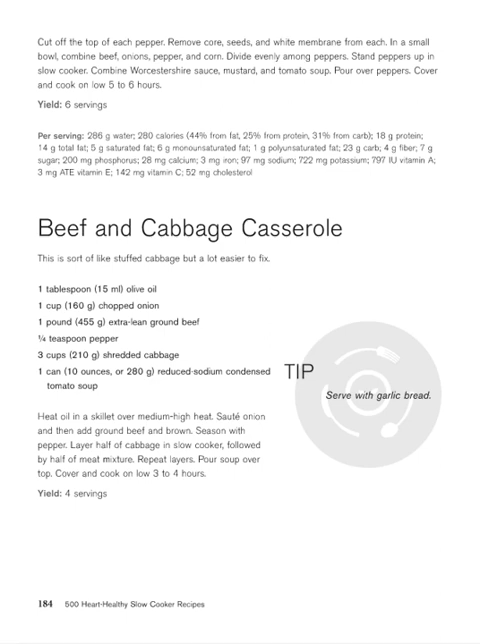 Cut off the top of each pepper. Remove core, seeds, and white membrane from each. In a small
bowl, combine beef, onions, pepper, and corn. Divide evenly among peppers. Stand peppers up in
slow cooker. Combine Worcestershire sauce, mustard, and tomato soup. Pour over peppers. Cover
and cook on low 5 to 6 hours.
Yield: 6 servings
Per serving: 286 g water; 280 calories (44% from fat, 25% from protein, 31% from carb); 18 g protein;
14 g total fat; 5 g saturated fat; 6 g monounsaturated fat; 1 g polyunsaturated fat; 23 g carb; 4 g fiber; 7 g
sugar; 200 mg phosphorus; 28 mg calcium; 3 mg iron; 97 mg sodium; 722 mg potassium; 797 IU vitamin A;
3 mg ATE vitamin E; 142 mg vitamin C; 52 mg cholesterol
Beef and Cabbage Casserole
This is sort of like stuffed cabbage but a lot easier to fix.
1 tablespoon (15 ml) olive oil
1 cup (160 g) chopped onion
1 pound (455 g) extra-lean ground beef
¼ teaspoon pepper
3 cups (210 g) shredded cabbage
1 can (10 ounces, or 280 g) reduced-sodium condensed
tomato soup
TIP
Serve with garlic bread.
Heat oil in a skillet over medium-high heat. Sauté onion
and then add ground beef and brown. Season with
pepper. Layer half of cabbage in slow cooker, followed
by half of meat mixture. Repeat layers. Pour soup over
top. Cover and cook on low 3 to 4 hours.
Yield: 4 servings
184 500 Heart-Healthy Slow Cooker Recipes